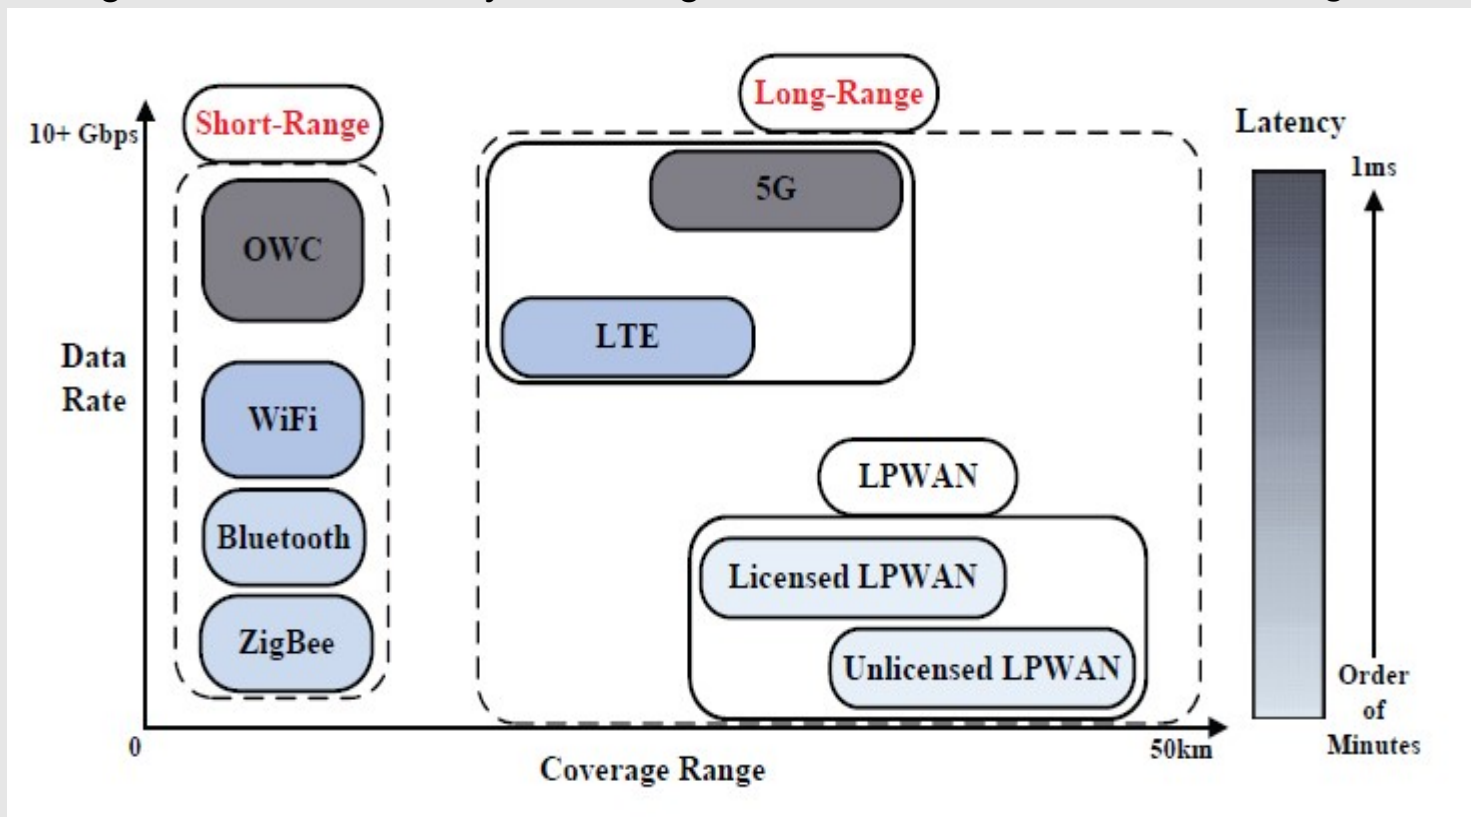 Long-Range
Short-Range
10+ Gbps
Latency
1ms
5G
OWC
LTE
Data
Rate
WiFi
LPWAN
Bluetooth
Licensed LPWAN
ZigBee
Unlicensed LPWAN
Order
of
Minutes
0
50km
Coverage Range